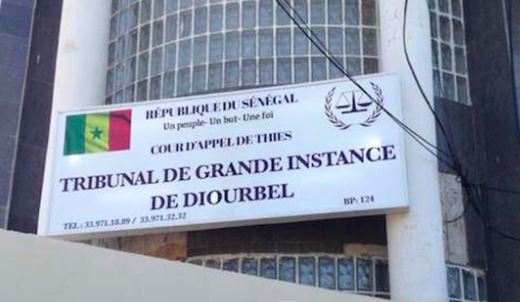 RÉPUBLIQUE DU SÉNÉGAL
Un peuple- Un but- Une foi
COUR D'APPEL DE THIES
TRIBUNAL DE GRANDE INSTANCE
DE DIOURBEL
TEL : 33.971.18.89 / 33.971.32.32
BP: 124